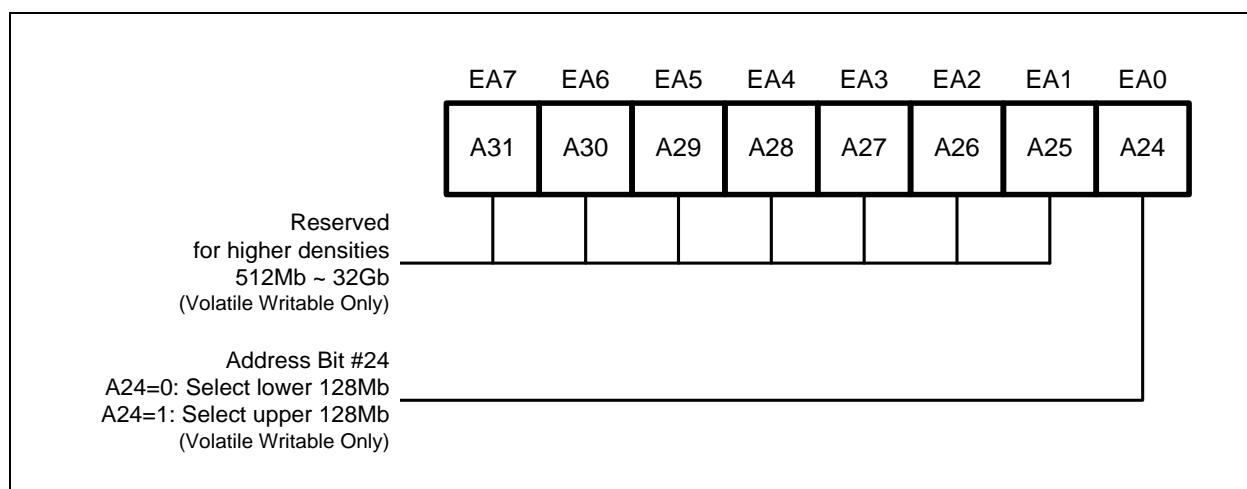 EA7 EA6 EA5 EA4 EA3 EA2 EA1 EA0
A31 A30 A29 A28 A27 A26 A25 A24
Reserved
for higher densities
512Mb ~ 32Gb
(Volatile Writable Only)
Address Bit #24
A24=0: Select lower 128Mb
A24=1: Select upper 128Mb
(Volatile Writable Only)